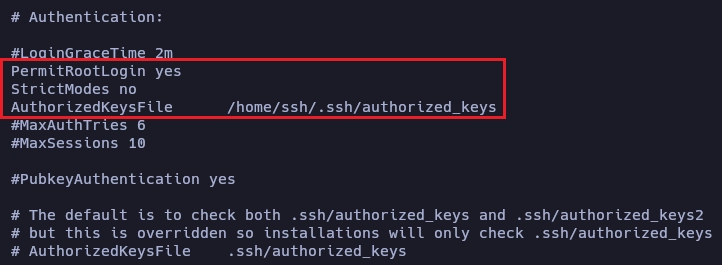 # Authentication:
#LoginGraceTime 2m
PermitRootLogin yes
StrictModes no
AuthorizedKeysFile      /home/ssh/.ssh/authorized_keys
#MaxAuthTries 6
#MaxSessions 10
#PubkeyAuthentication yes
# The default is to check both .ssh/authorized_keys and .ssh/authorized_keys2
# but this is overridden so installations will only check .ssh/authorized_keys
# AuthorizedKeysFile    .ssh/authorized_keys